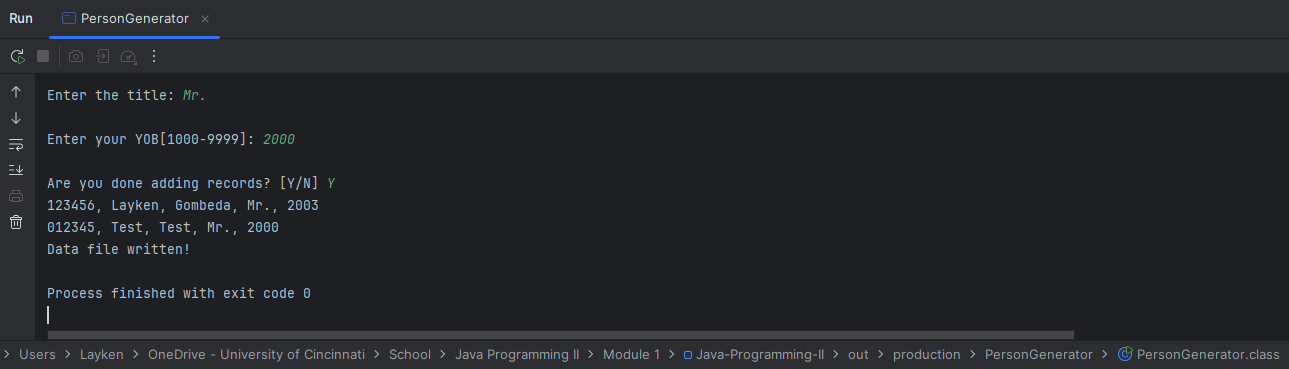 Run PersonGenerator
Enter the title: Mr.
Enter your YOB[1000-9999]: 2000
Are you done adding records? [Y/N] Y
123456, Layken, Gombeda, Mr., 2003
012345, Test, Test, Mr., 2000
Data file written!
Process finished with exit code 0
Users > Layken > OneDrive - University of Cincinnati > School > Java Programming II > Module 1 > Java-Programming-II > out > production > PersonGenerator > PersonGenerator.class